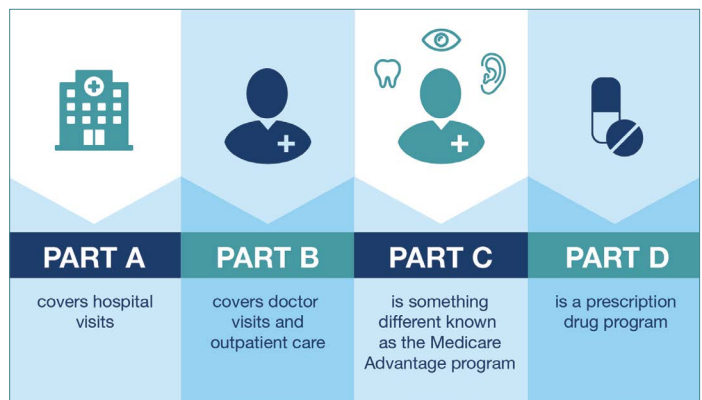 PART A
covers hospital
visits
PART B
covers doctor
visits and
outpatient care
PART C
is something
different known
as the Medicare
Advantage program
PART D
is a prescription
drug program